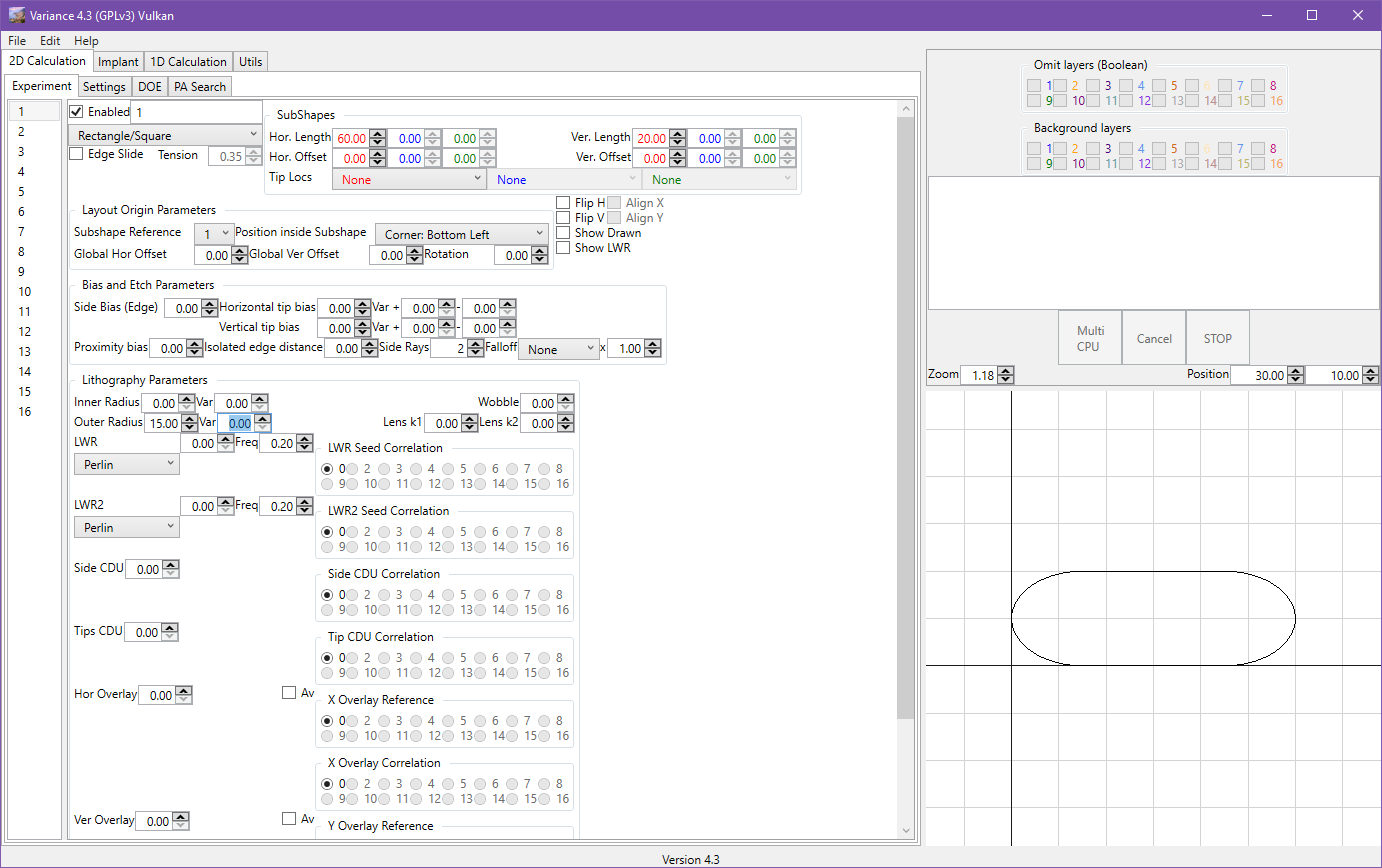 Variance 4.3 (GPLv3) Vulkan
File Edit Help
2D Calculation Implant 1D Calculation Utils
Experiment Settings DOE PA Search
1
2
3
4
5
6
7
8
9
10
11
12
13
14
15
16
Enabled 1
Rectangle/Square
Edge Slide Tension 0.35
SubShapes
Hor. Length 60.00 0.00 0.00 Ver. Length 20.00 0.00 0.00
Hor. Offset 0.00 0.00 0.00 Ver. Offset 0.00 0.00 0.00
Tip Locs None None None
Layout Origin Parameters
Subshape Reference 1 Position inside Subshape Corner: Bottom Left
Global Hor Offset 0.00 Global Ver Offset 0.00 Rotation 0.00
Flip H Align X
Flip V Align Y
Show Drawn
Show LWR
Bias and Etch Parameters
Side Bias (Edge) 0.00 Horizontal tip bias 0.00 Var + 0.00 - 0.00
Vertical tip bias 0.00 Var + 0.00 - 0.00
Proximity bias 0.00 Isolated edge distance 0.00 Side Rays 2 Falloff None x 1.00
Lithography Parameters
Inner Radius 0.00 Var 0.00 Wobble 0.00
Outer Radius 15.00 Var 0.00 Lens k1 0.00 Lens k2 0.00
LWR 0.00 Freq 0.20
Perlin
LWR Seed Correlation
0 2 3 4 5 6 7 8
9 10 11 12 13 14 15 16
LWR2 0.00 Freq 0.20
Perlin
LWR2 Seed Correlation
0 2 3 4 5 6 7 8
9 10 11 12 13 14 15 16
Side CDU 0.00
Side CDU Correlation
0 2 3 4 5 6 7 8
9 10 11 12 13 14 15 16
Tips CDU 0.00
Tip CDU Correlation
0 2 3 4 5 6 7 8
9 10 11 12 13 14 15 16
Hor Overlay 0.00 Av
X Overlay Reference
0 2 3 4 5 6 7 8
9 10 11 12 13 14 15 16
X Overlay Correlation
0 2 3 4 5 6 7 8
9 10 11 12 13 14 15 16
Ver Overlay 0.00 Av
Y Overlay Reference
Omit layers (Boolean)
1 2 3 4 5 6 7 8
9 10 11 12 13 14 15 16
Background layers
1 2 3 4 5 6 7 8
9 10 11 12 13 14 15 16
Multi
CPU
Cancel
STOP
Zoom 1.18 Position 30.00 10.00
Version 4.3